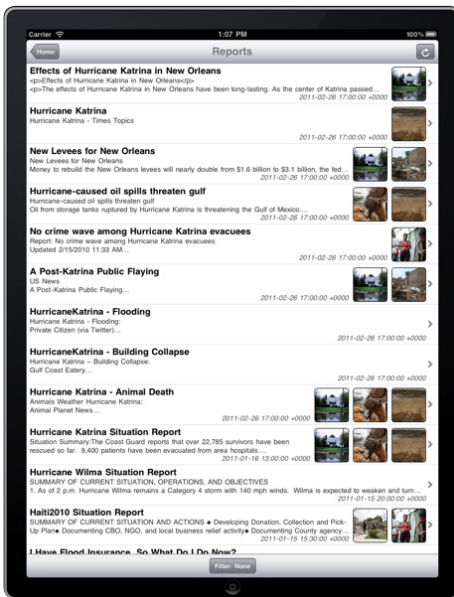 Carrier 1:07 PM 100%
Home Reports
Effects of Hurricane Katrina in New Orleans
<p>Effects of Hurricane Katrina in New Orleans</p>
<p>The effects of Hurricane Katrina in New Orleans have been long-lasting. As the center of Katrina passed...
2011-02-26 17:00:00 +0000
Hurricane Katrina
Hurricane Katrina - Times Topics
2011-02-26 17:00:00 +0000
New Levees for New Orleans
New Levees for New Orleans
Money to rebuild the New Orleans levees will nearly double from $1.6 billion to $3.1 billion, the fed...
2011-02-26 17:00:00 +0000
Hurricane-caused oil spills threaten gulf
Hurricane-caused oil spills threaten gulf
Oil from storage tanks ruptured by Hurricane Katrina is threatening the Gulf of Mexico....
2011-02-26 17:00:00 +0000
No crime wave among Hurricane Katrina evacuees
Report: No crime wave among Hurricane Katrina evacuees
Updated 2/15/2010 11:33 AM...
2011-02-26 17:00:00 +0000
A Post-Katrina Public Flaying
US News
A Post-Katrina Public Flaying...
2011-02-26 17:00:00 +0000
HurricaneKatrina - Flooding
Hurricane Katrina - Flooding:
Private Citizen (via Twitter)...
2011-02-26 17:00:00 +0000
HurricaneKatrina - Building Collapse
Hurricane Katrina – Building Collapse:
Gulf Coast Eatery...
2011-02-26 17:00:00 +0000
Hurricane Katrina - Animal Death
Animals Weather Hurricane Katrina:
Animal Planet News...
2011-02-26 17:00:00 +0000
Hurricane Katrina Situation Report
Situation Summary:The Coast Guard reports that over 22,785 survivors have been
rescued so far. 9,400 patients have been evacuated from area hospitals....
2011-01-16 13:00:00 +0000
Hurricane Wilma Situation Report
SUMMARY OF CURRENT SITUATION, OPERATIONS, AND OBJECTIVES
1. As of 2 p.m. Hurricane Wilma remains a Category 4 storm with 140 mph winds. Wilma is expected to weaken and turn...
2011-01-15 20:00:00 +0000
Haiti2010 Situation Report
SUMMARY OF CURRENT SITUATION AND ACTIONS ● Developing Donation, Collection and Pick-
Up Plan● Documenting CBO, NGO, and local business relief activity● Documenting County agency...
2011-01-15 15:30:00 +0000
I Have Flood Insurance. So What Do I Do Now?
Filter: None